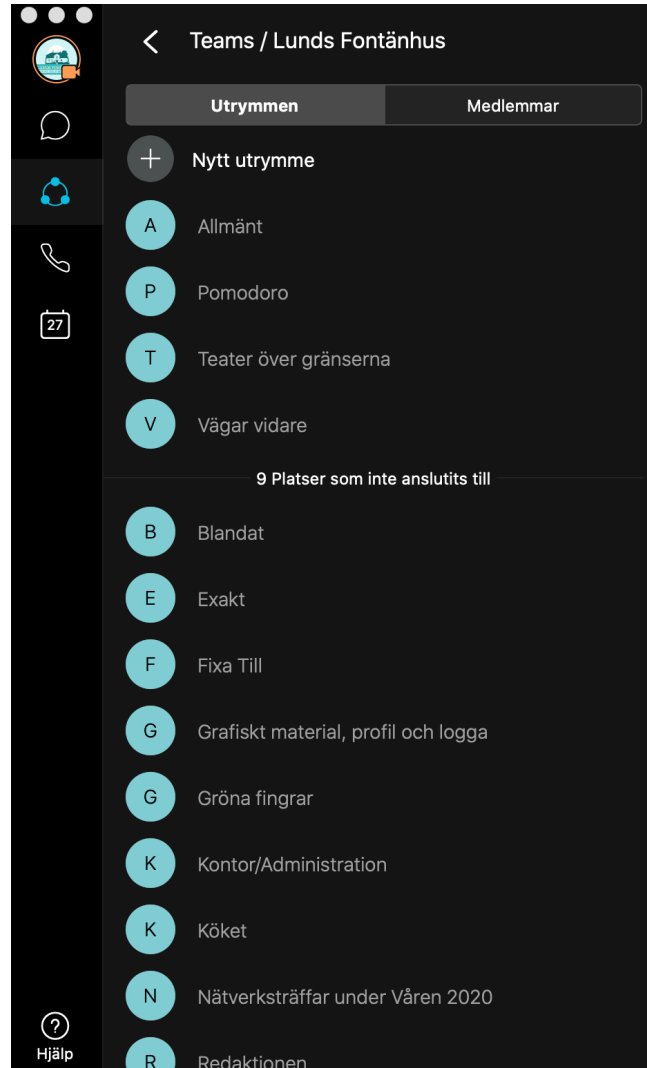 Teams / Lunds Fontänhus
Utrymmen
Medlemmar
Nytt utrymme
A
Allmänt
P
Pomodoro
27
T
Teater över gränserna
V
Vägar vidare
9 Platser som inte anslutits till
B
Blandat
E
Exakt
F
Fixa Till
G
Grafiskt material, profil och logga
G
Gröna fingrar
K
Kontor/Administration
K
Köket
N
Nätverksträffar under Våren 2020
?
Hjälp
R
Redaktionen